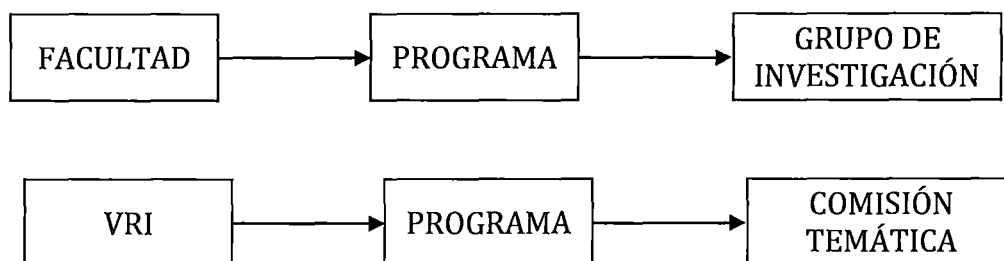 FACULTAD
PROGRAMA
GRUPO DE
INVESTIGACIÓN
VRI
PROGRAMA
COMISIÓN
TEMÁTICA